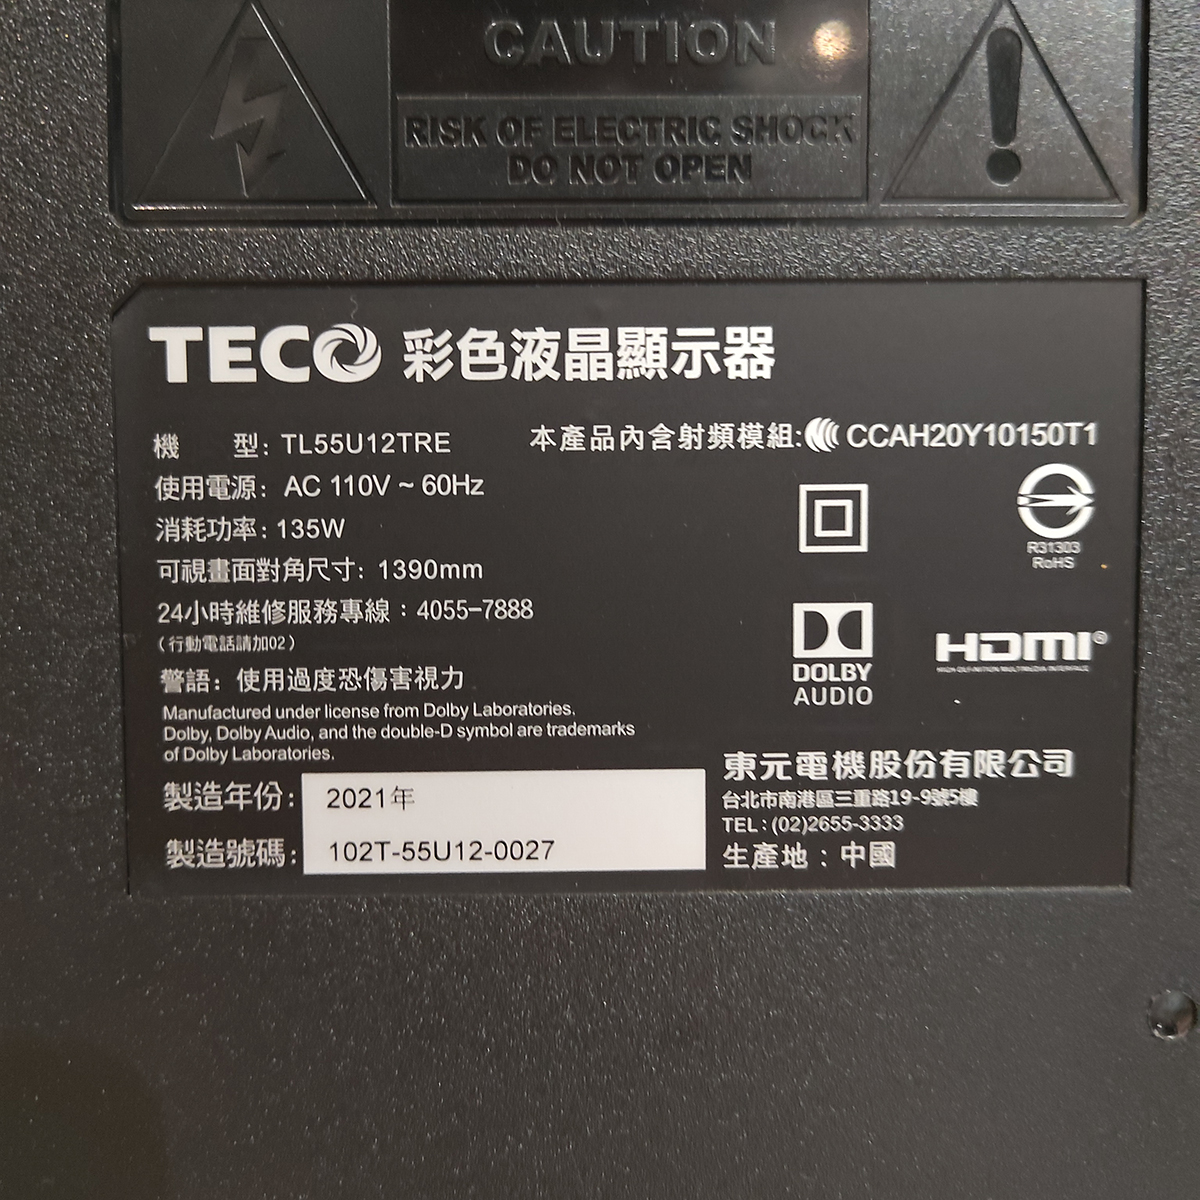 CAUTION
RISK OF ELECTRIC SHOCK
DO NOT OPEN
TECO 彩色液晶顯示器
機 型: TL55U12TRE
本產品內含射頻模組: CCAH20Y10150T1
使用電源: AC 110V ~ 60Hz
消耗功率: 135W
可視畫面對角尺寸: 1390mm
24小時維修服務專線: 4055-7888
(行動電話請加02)
警語: 使用過度恐傷害視力
Manufactured under license from Dolby Laboratories.
Dolby, Dolby Audio, and the double-D symbol are trademarks
of Dolby Laboratories.
製造年份: 2021年
製造號碼: 102T-55U12-0027
R31303
RoHS
DOLBY
AUDIO
HDMI®
HIGH-DEFINITION MULTIMEDIA INTERFACE
東元電機股份有限公司
台北市南港區三重路19-9號5樓
TEL:(02)2655-3333
生產地: 中國